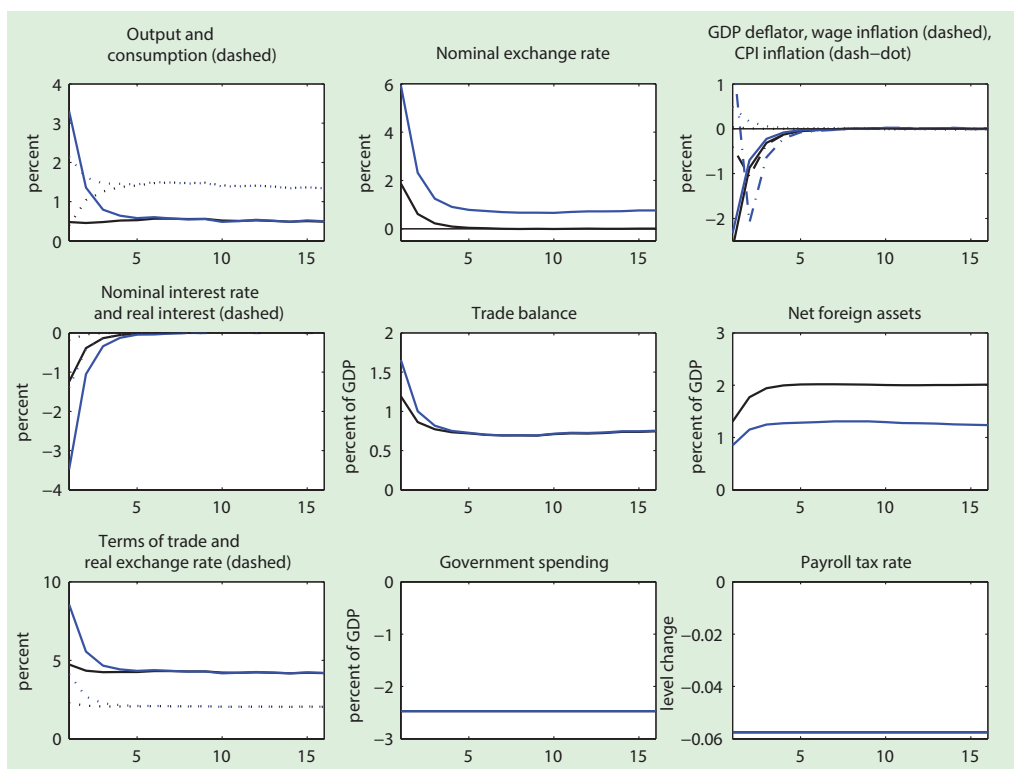 Output and
consumption (dashed)
percent
4
3
2
1
0
5 10 15
Nominal exchange rate
percent
6
4
2
0
5 10 15
GDP deflator, wage inflation (dashed),
CPI inflation (dash–dot)
percent
1
0
–1
–2
5 10 15
Nominal interest rate
and real interest (dashed)
percent
0
–1
–2
–3
–4
5 10 15
Trade balance
percent of GDP
2
1.5
1
0.5
0
5 10 15
Net foreign assets
percent of GDP
3
2
1
0
5 10 15
Terms of trade and
real exchange rate (dashed)
percent
10
5
0
5 10 15
Government spending
percent of GDP
0
–1
–2
–3
5 10 15
Payroll tax rate
level change
0
–0.02
–0.04
–0.06
5 10 15